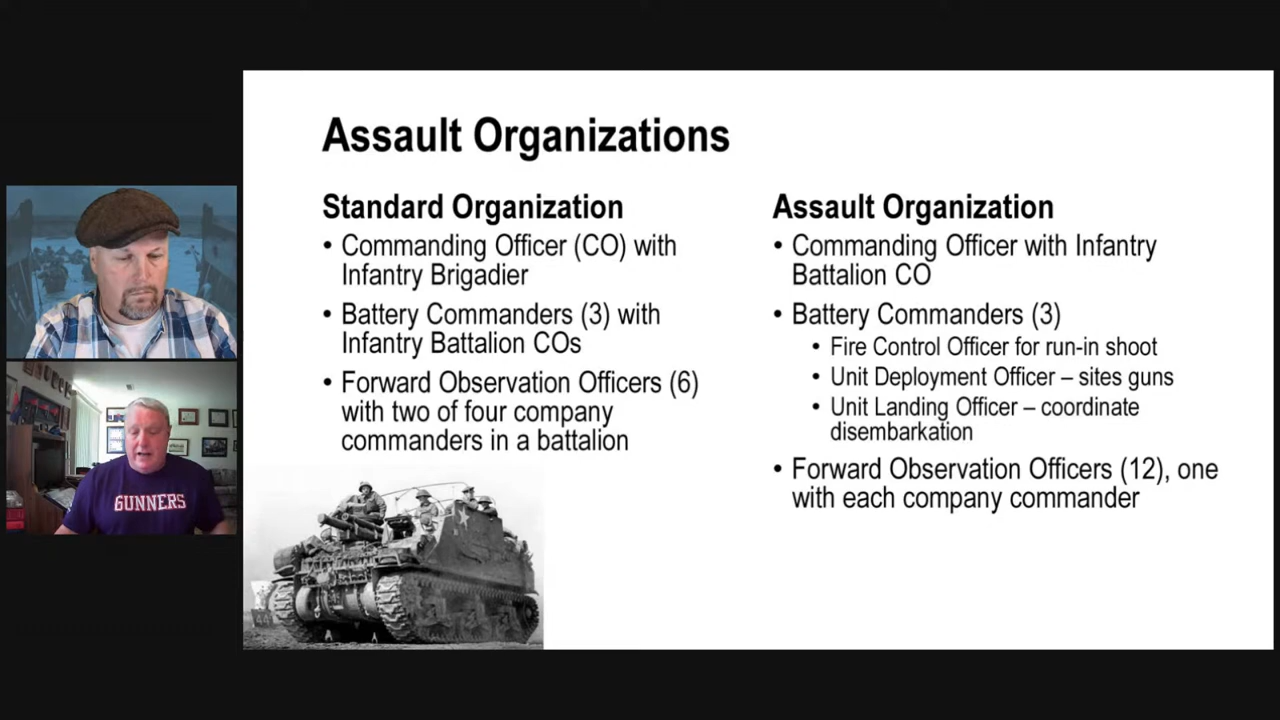 Assault Organizations
Standard Organization
• Commanding Officer (CO) with
Infantry Brigadier
• Battery Commanders (3) with
Infantry Battalion COs
• Forward Observation Officers (6)
with two of four company
commanders in a battalion
Assault Organization
• Commanding Officer with Infantry
Battalion CO
• Battery Commanders (3)
• Fire Control Officer for run-in shoot
• Unit Deployment Officer – sites guns
• Unit Landing Officer – coordinate
disembarkation
• Forward Observation Officers (12), one
with each company commander
GUNNERS